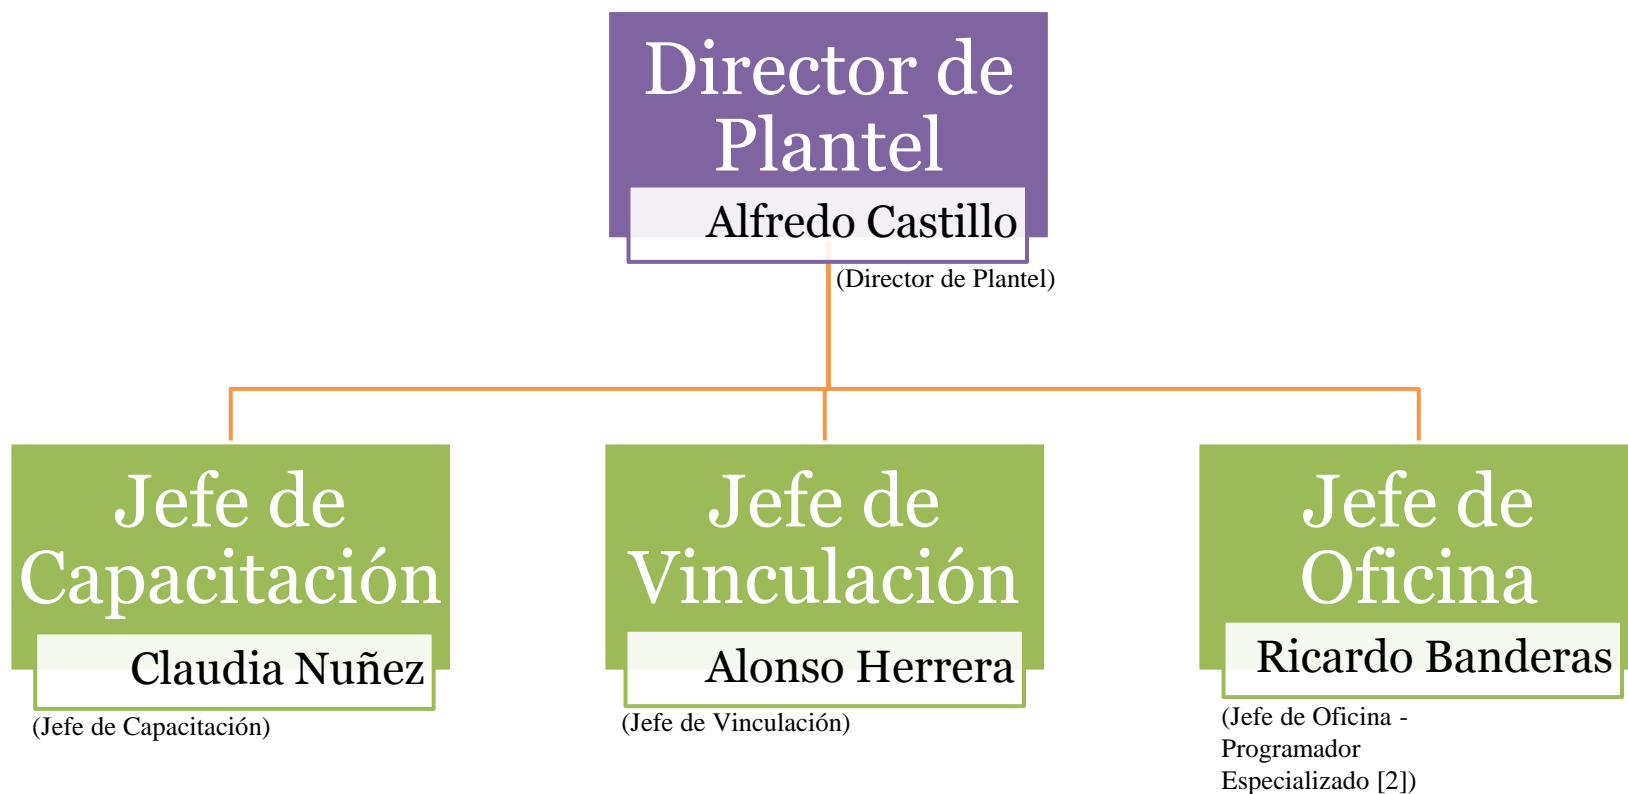 Director de
Plantel
Alfredo Castillo
(Director de Plantel)
Jefe de
Capacitación
Claudia Nuñez
(Jefe de Capacitación)
Jefe de
Vinculación
Alonso Herrera
(Jefe de Vinculación)
Jefe de
Oficina
Ricardo Banderas
(Jefe de Oficina -
Programador
Especializado [2])